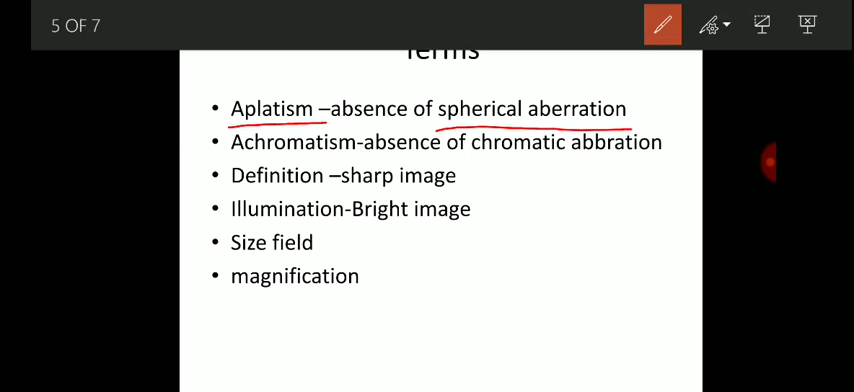 5 OF 7
Terms
• Aplatism –absence of spherical aberration
• Achromatism-absence of chromatic abbration
• Definition –sharp image
• Illumination-Bright image
• Size field
• magnification